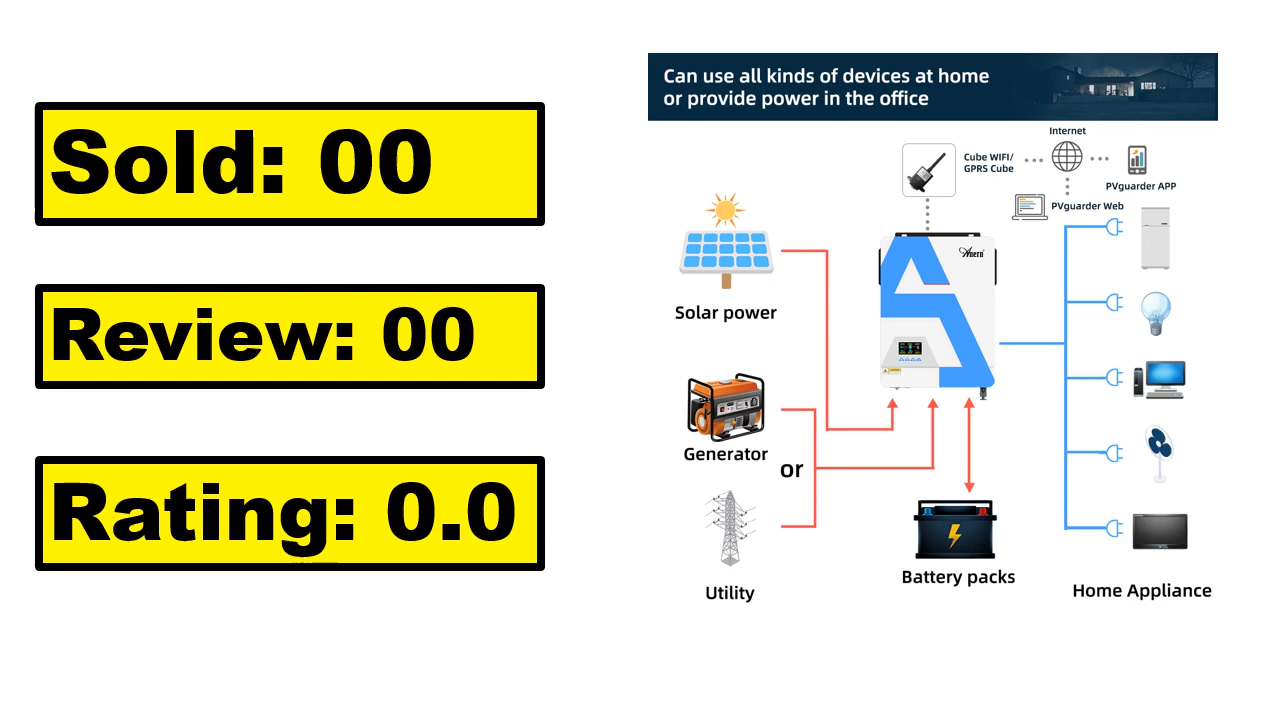 Sold: 00
Review: 00
Rating: 0.0
Can use all kinds of devices at home
or provide power in the office
Internet
Cube WIFI/
GPRS Cube
PVguarder APP
PVguarder Web
Anern
Solar power
Generator
or
Utility
Battery packs
Home Appliance